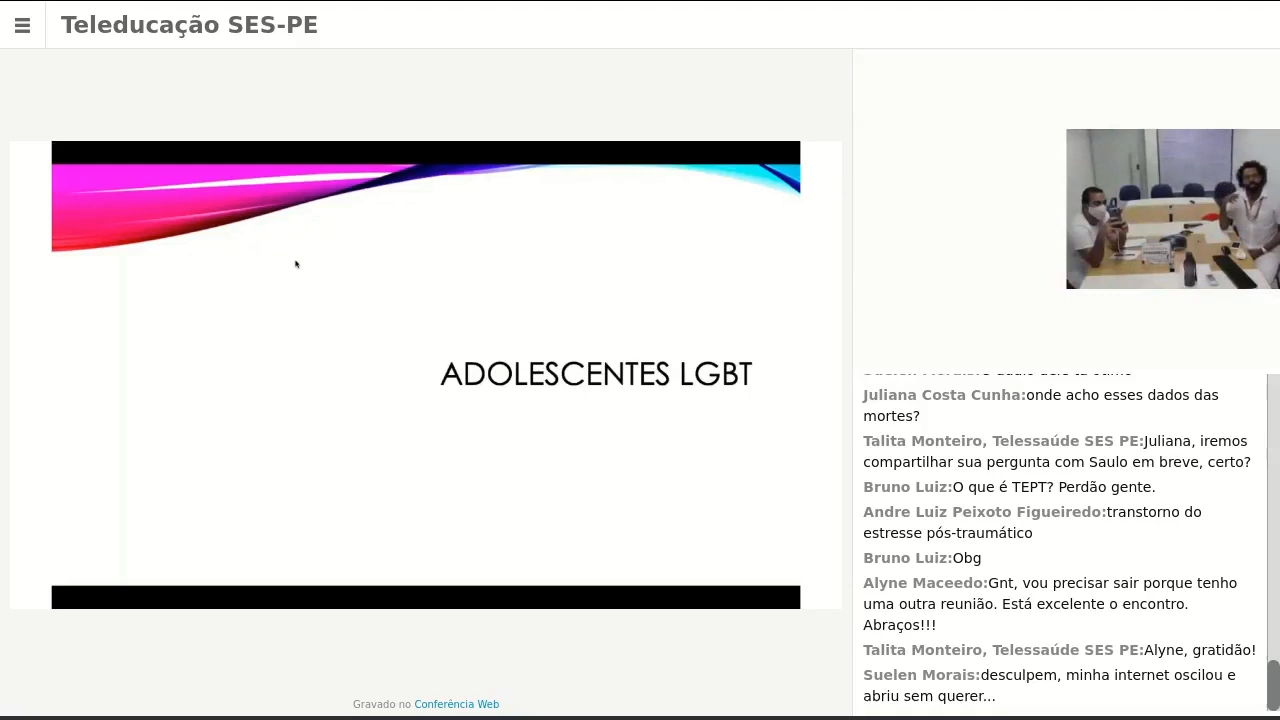 Teleducação SES-PE
ADOLESCENTES LGBT
Gravado no Conferência Web
Juliana Costa Cunha:onde acho esses dados das
mortes?
Talita Monteiro, Telessaúde SES PE:Juliana, iremos
compartilhar sua pergunta com Saulo em breve, certo?
Bruno Luiz:O que é TEPT? Perdão gente.
Andre Luiz Peixoto Figueiredo:transtorno do
estresse pós-traumático
Bruno Luiz:Obg
Alyne Maceedo:Gnt, vou precisar sair porque tenho
uma outra reunião. Está excelente o encontro.
Abraços!!!
Talita Monteiro, Telessaúde SES PE:Alyne, gratidão!
Suelen Morais:desculpem, minha internet oscilou e
abriu sem querer...